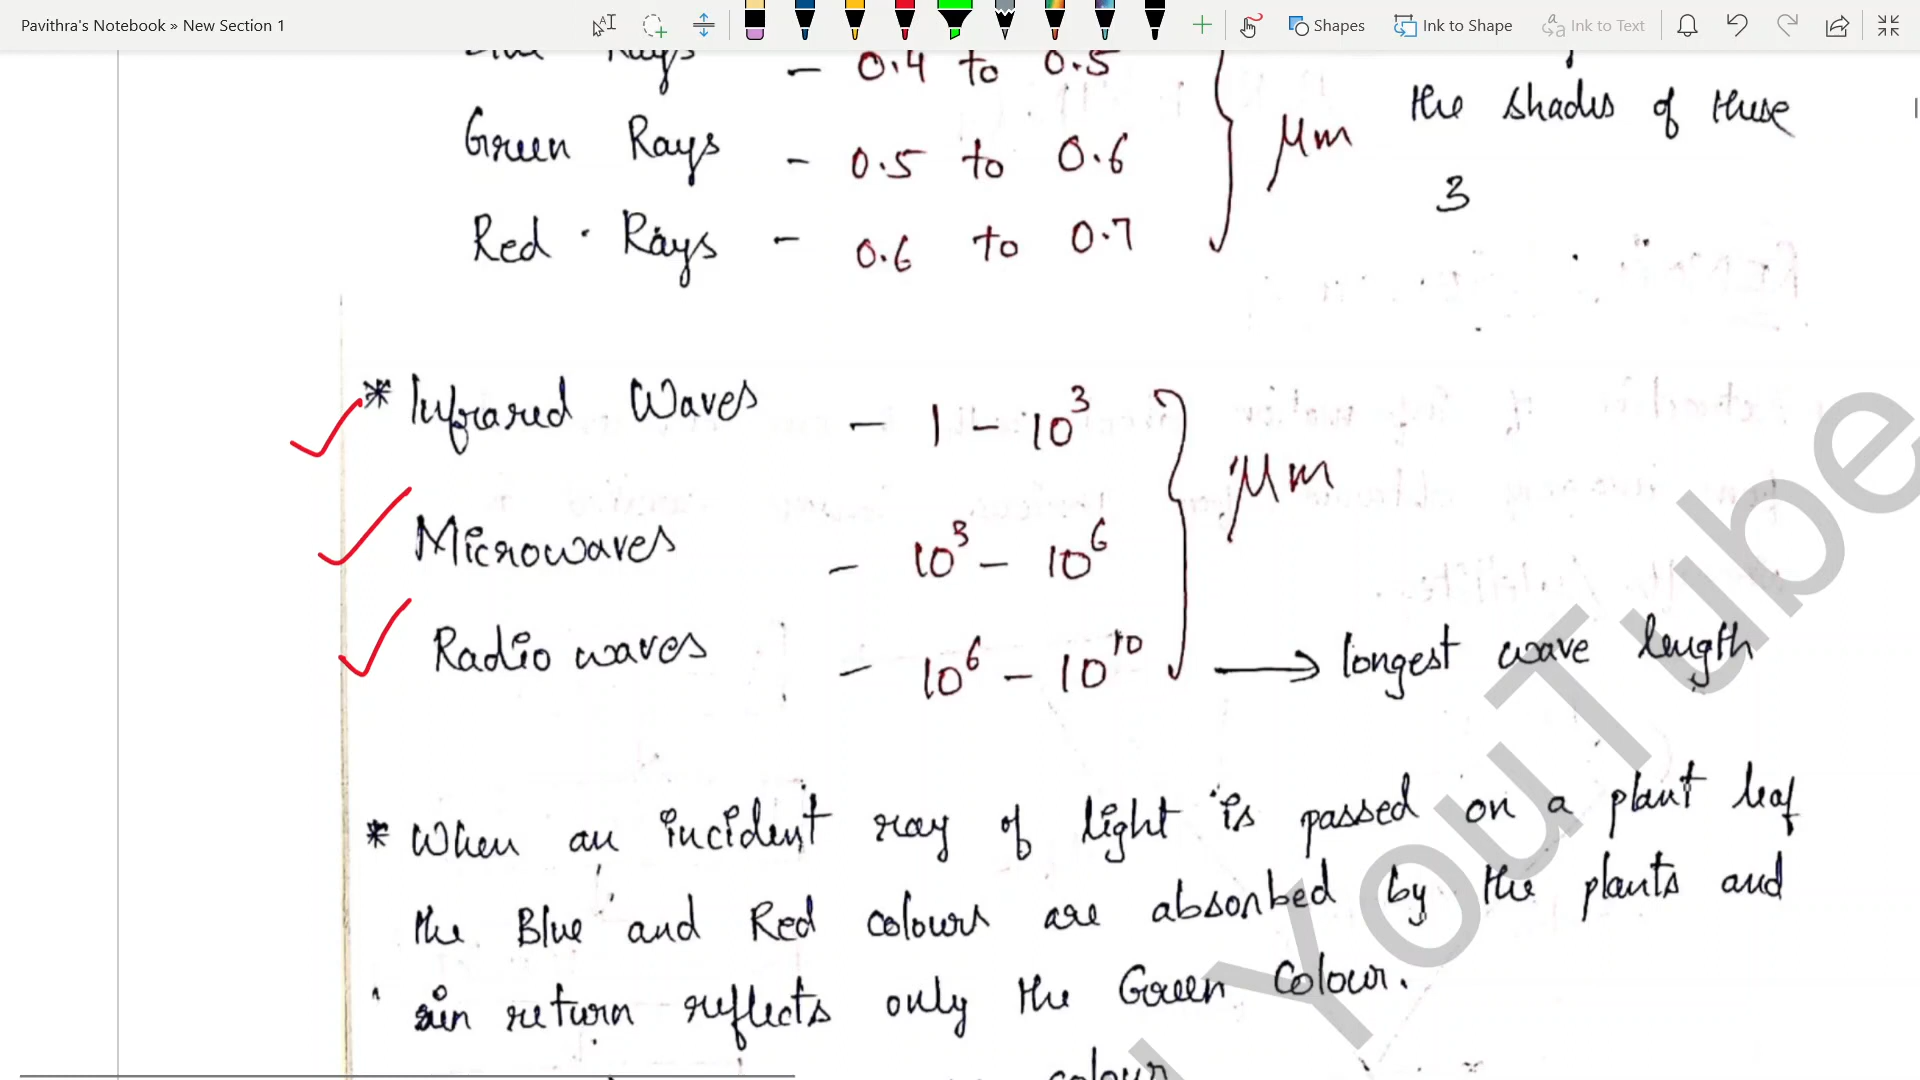 Pavithra's Notebook » New Section 1
Shapes
Ink to Shape
Ink to Text
Rays - 0.4 to 0.5
the shades of these
Green Rays - 0.5 to 0.6
μm
3
Red Rays - 0.6 to 0.7
* Infrared Waves - 1 - 10³
μm
Microwaves - 10³ - 10⁶
Radio waves - 10⁶ - 10¹⁰ → longest wave length
* When an incident ray of light is passed on a plant leaf
the Blue and Red colours are absorbed by the plants and
in return reflects only the Green Colour.
colour
YouTube